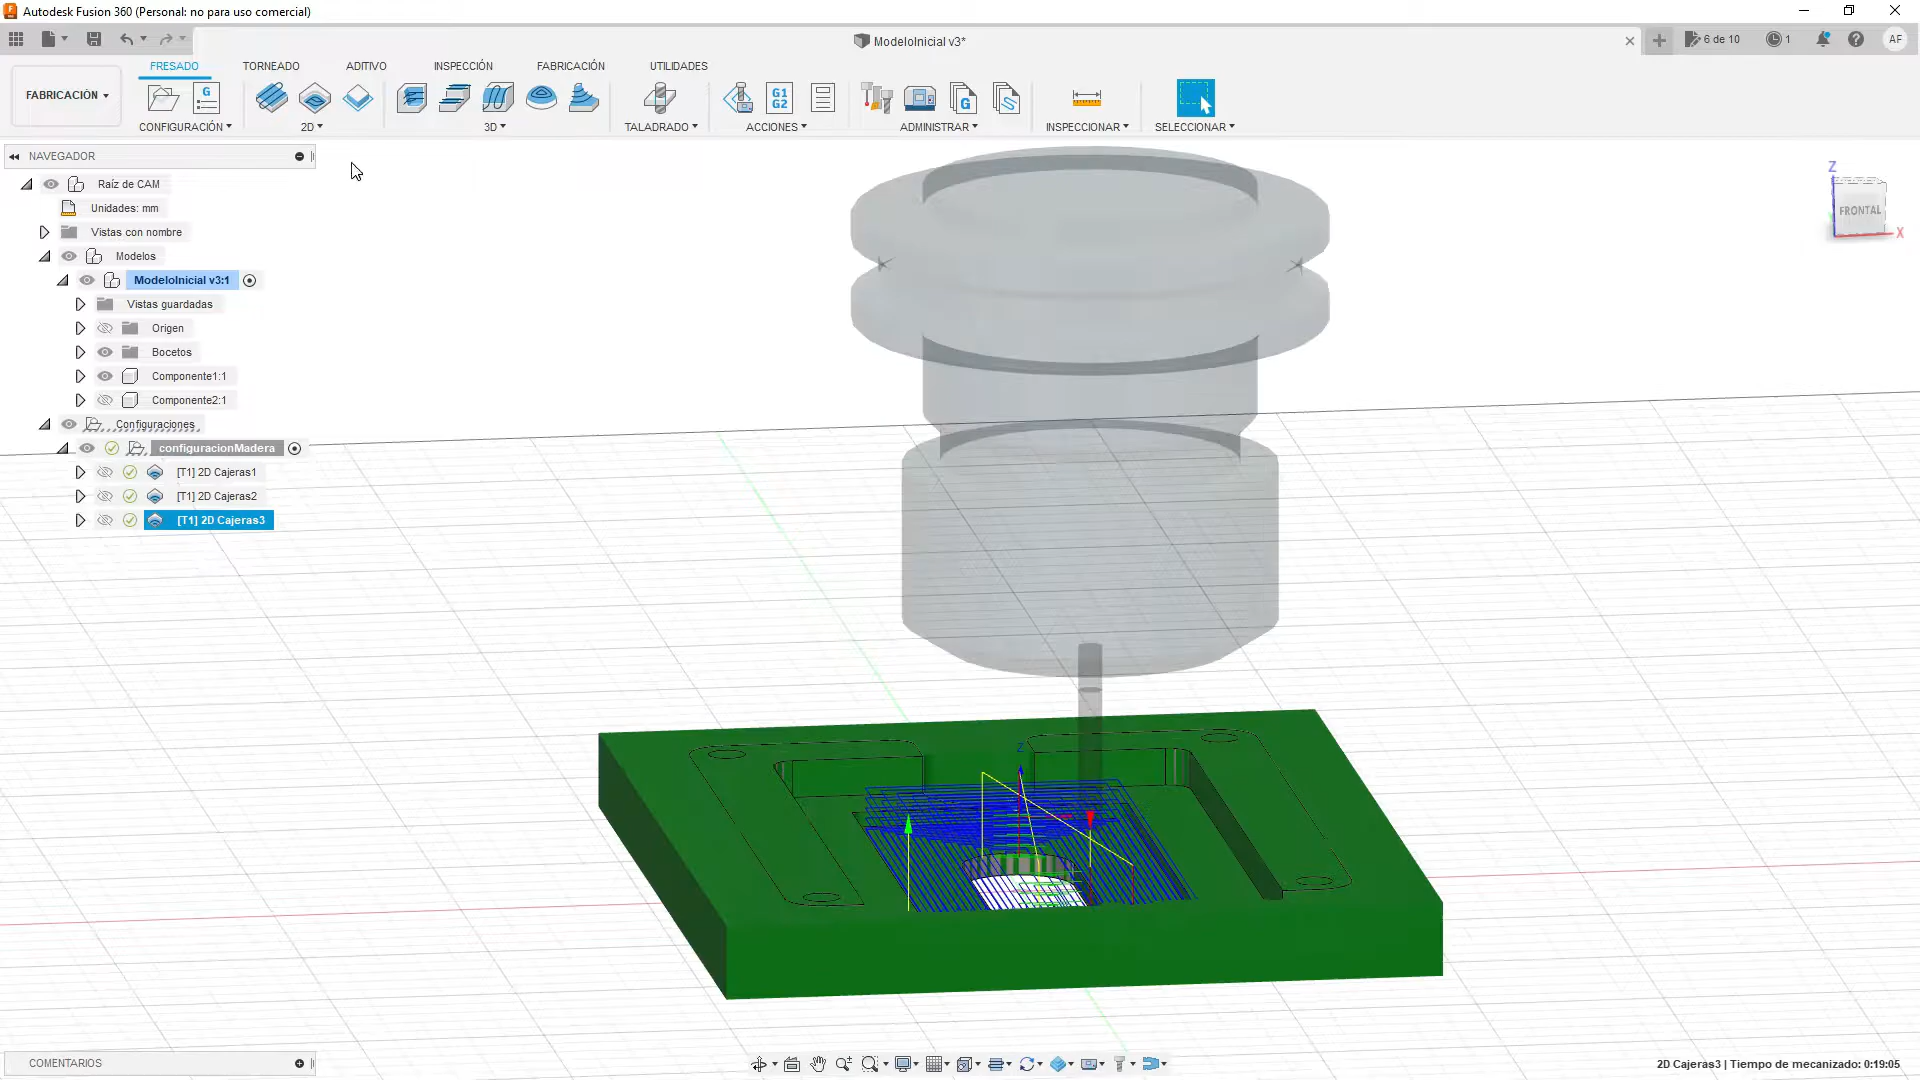 Autodesk Fusion 360 (Personal: no para uso comercial)
ModeloInicial v3*
6 de 10
1
AF
FABRICACIÓN
FRESADO
TORNEADO
ADITIVO
INSPECCIÓN
FABRICACIÓN
UTILIDADES
G
G1
G2
G
CONFIGURACIÓN
2D
3D
TALADRADO
ACCIONES
ADMINISTRAR
INSPECCIONAR
SELECCIONAR
NAVEGADOR
Raíz de CAM
Unidades: mm
Vistas con nombre
Modelos
ModeloInicial v3:1
Vistas guardadas
Origen
Bocetos
Componente1:1
Componente2:1
Configuraciones
configuracionMadera
[T1] 2D Cajeras1
[T1] 2D Cajeras2
[T1] 2D Cajeras3
Z
FRONTAL
X
Z
COMENTARIOS
2D Cajeras3 | Tiempo de mecanizado: 0:19:05